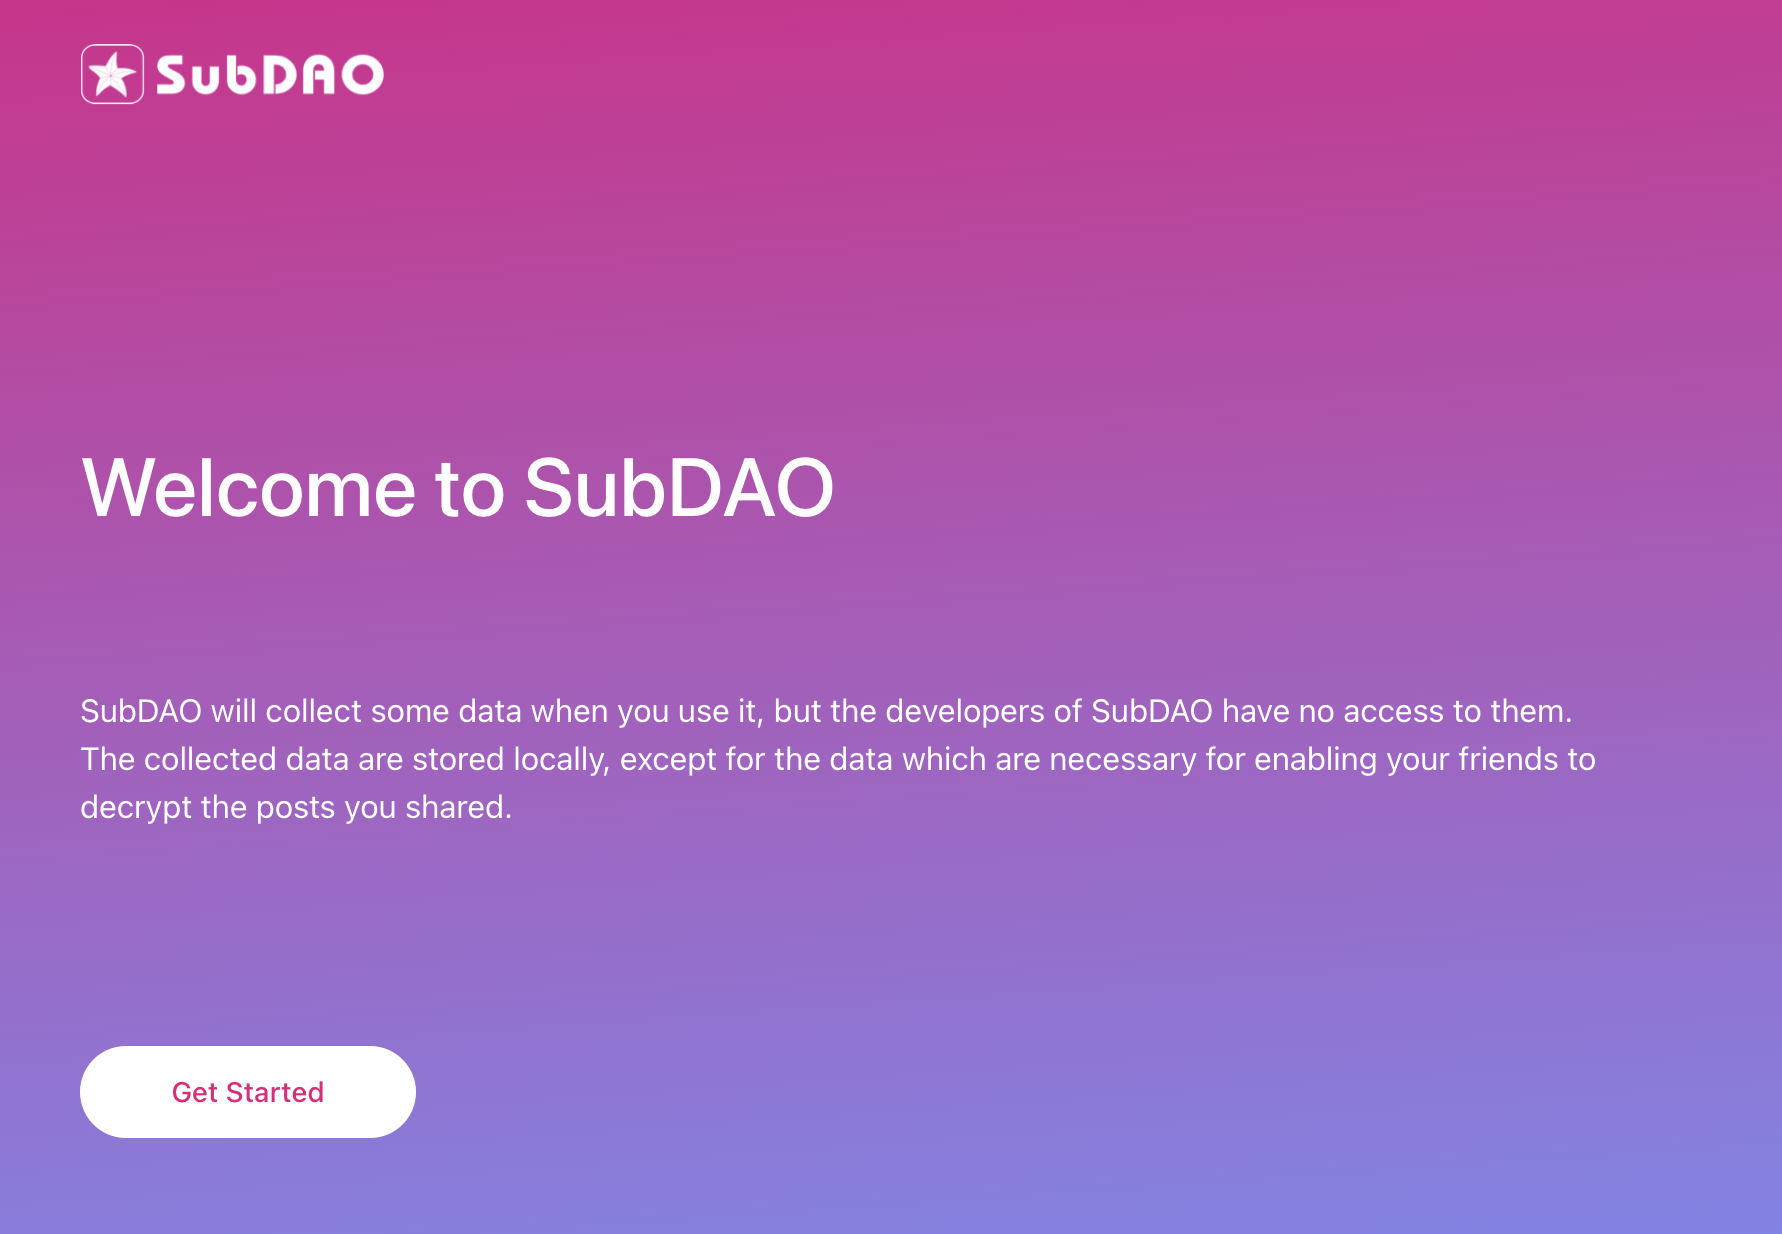 SubDAO
Welcome to SubDAO
SubDAO will collect some data when you use it, but the developers of SubDAO have no access to them.
The collected data are stored locally, except for the data which are necessary for enabling your friends to
decrypt the posts you shared.
Get Started